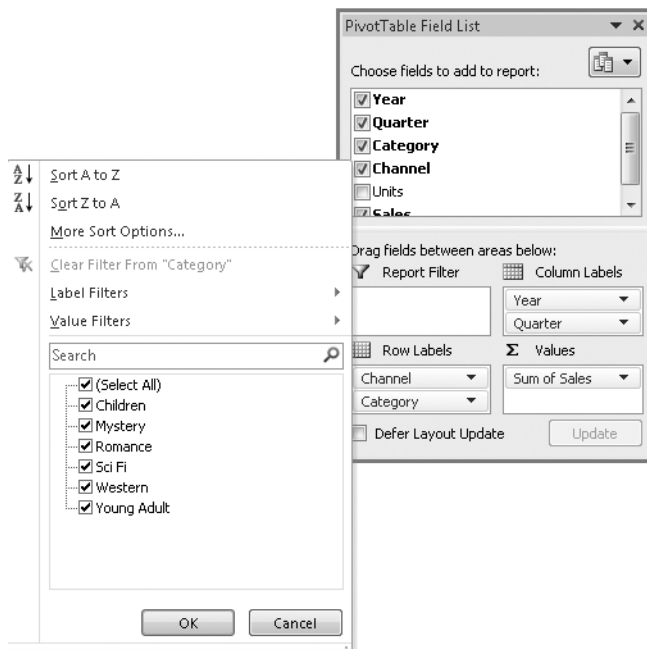 PivotTable Field List
Choose fields to add to report:
Year
Quarter
Category
Channel
Units
Sales
Drag fields between areas below:
Report Filter
Column Labels
Year
Quarter
Row Labels
Σ Values
Channel
Category
Sum of Sales
Defer Layout Update
Update
Sort A to Z
Sort Z to A
More Sort Options...
Clear Filter From "Category"
Label Filters
Value Filters
Search
(Select All)
Children
Mystery
Romance
Sci Fi
Western
Young Adult
OK
Cancel